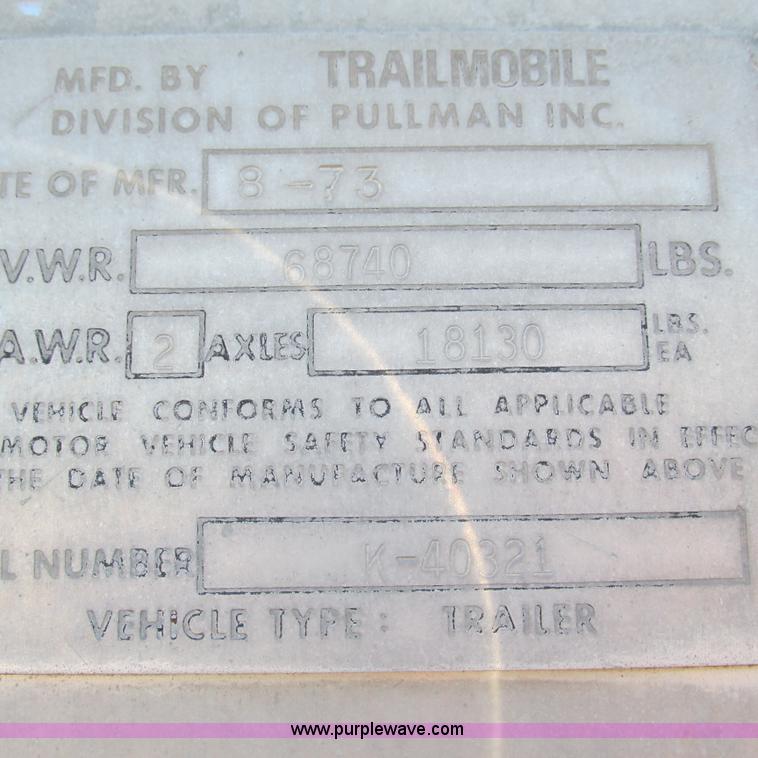 MFD. BY TRAILMOBILE
DIVISION OF PULLMAN INC.
TE OF MFR. 8-73
V.W.R. 68740 LBS.
A.W.R. 2 AXLES 18130 LBS. EA
VEHICLE CONFORMS TO ALL APPLICABLE
MOTOR VEHICLE SAFETY STANDARDS IN EFFEC
HE DATE OF MANUFACTURE SHOWN ABOVE
L NUMBER K-40321
VEHICLE TYPE: TRAILER
www.purplewave.com